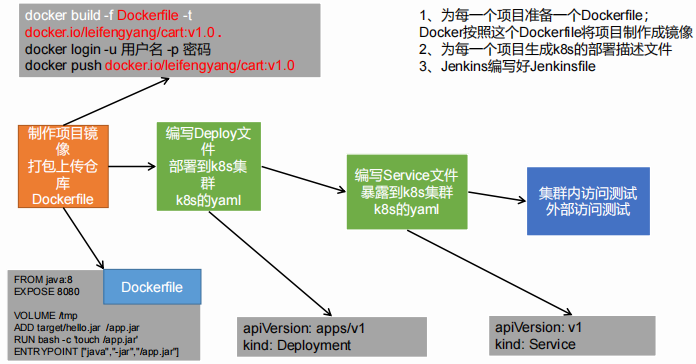 docker build -f Dockerfile -t
docker.io/leifengyang/cart:v1.0 .
docker login -u 用户名 -p 密码
docker push docker.io/leifengyang/cart:v1.0
1、为每一个项目准备一个Dockerfile；
Docker按照这个Dockerfile将项目制作成镜像
2、为每一个项目生成k8s的部署描述文件
3、Jenkins编写好Jenkinsfile
制作项目镜像
打包上传仓库
Dockerfile
编写Deploy文件
部署到k8s集群
k8s的yaml
编写Service文件
暴露到k8s集群
k8s的yaml
集群内访问测试
外部访问测试
Dockerfile
FROM java:8
EXPOSE 8080
VOLUME /tmp
ADD target/hello.jar /app.jar
RUN bash -c 'touch /app.jar'
ENTRYPOINT ["java","-jar","/app.jar"]
apiVersion: apps/v1
kind: Deployment
apiVersion: v1
kind: Service